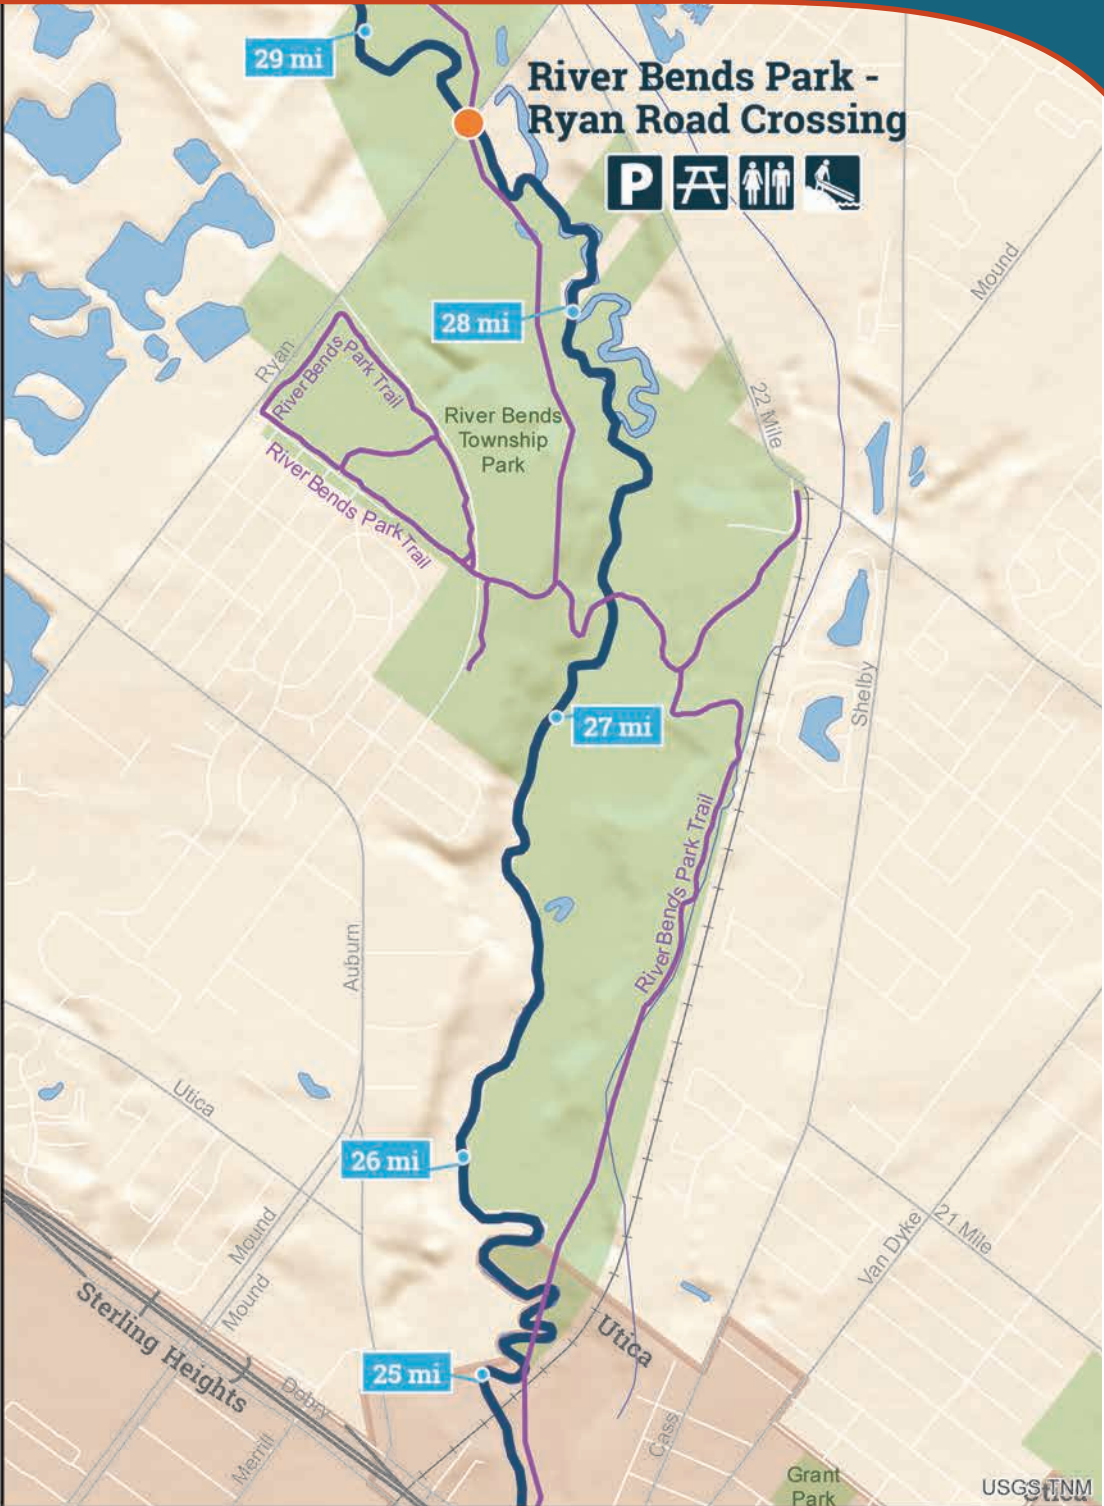 29 mi
River Bends Park -
Ryan Road Crossing
P
Mound
28 mi
Ryan
River Bends
Park Trail
22 Mile
River Bends
Township
Park
River Bends Park Trail
27 mi
Shelby
River Bends Park Trail
Auburn
Utica
26 mi
Mound
Mound
Van Dyke
21 Mile
Sterling Heights
Utica
25 mi
Dobry
Merrill
Cass
Grant
Park
USGS TNM
Utica